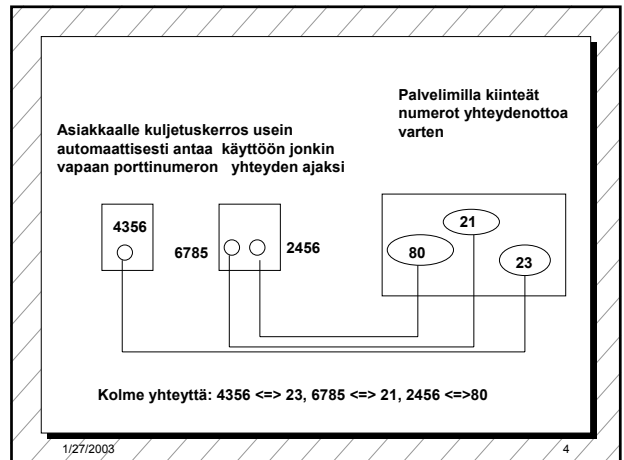 Palvelimilla kiinteät
numerot yhteydenottoa
varten
Asiakkaalle kuljetuskerros usein
automaattisesti antaa käyttöön jonkin
vapaan porttinumeron yhteyden ajaksi
4356
6785
2456
21
80
23
Kolme yhteyttä: 4356 <=> 23, 6785 <=> 21, 2456 <=>80
1/27/2003
4